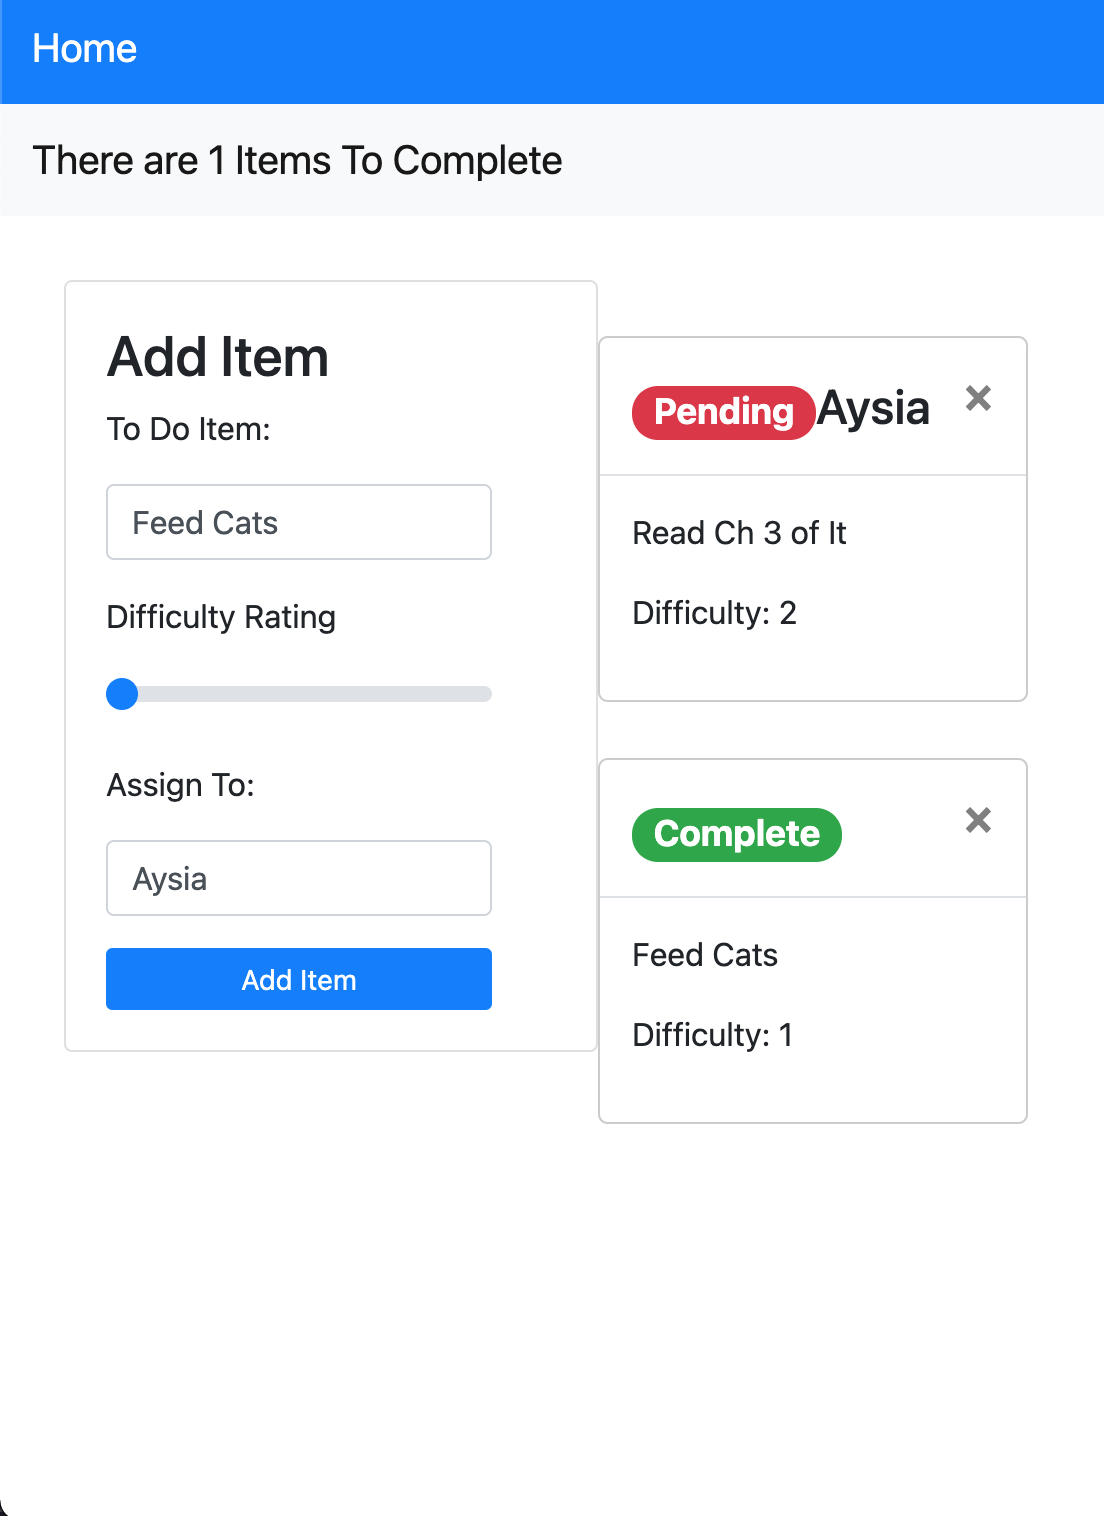 Home
There are 1 Items To Complete
Add Item
To Do Item:
Feed Cats
Difficulty Rating
Assign To:
Aysia
Add Item
Pending Aysia ×
Read Ch 3 of It
Difficulty: 2
Complete ×
Feed Cats
Difficulty: 1